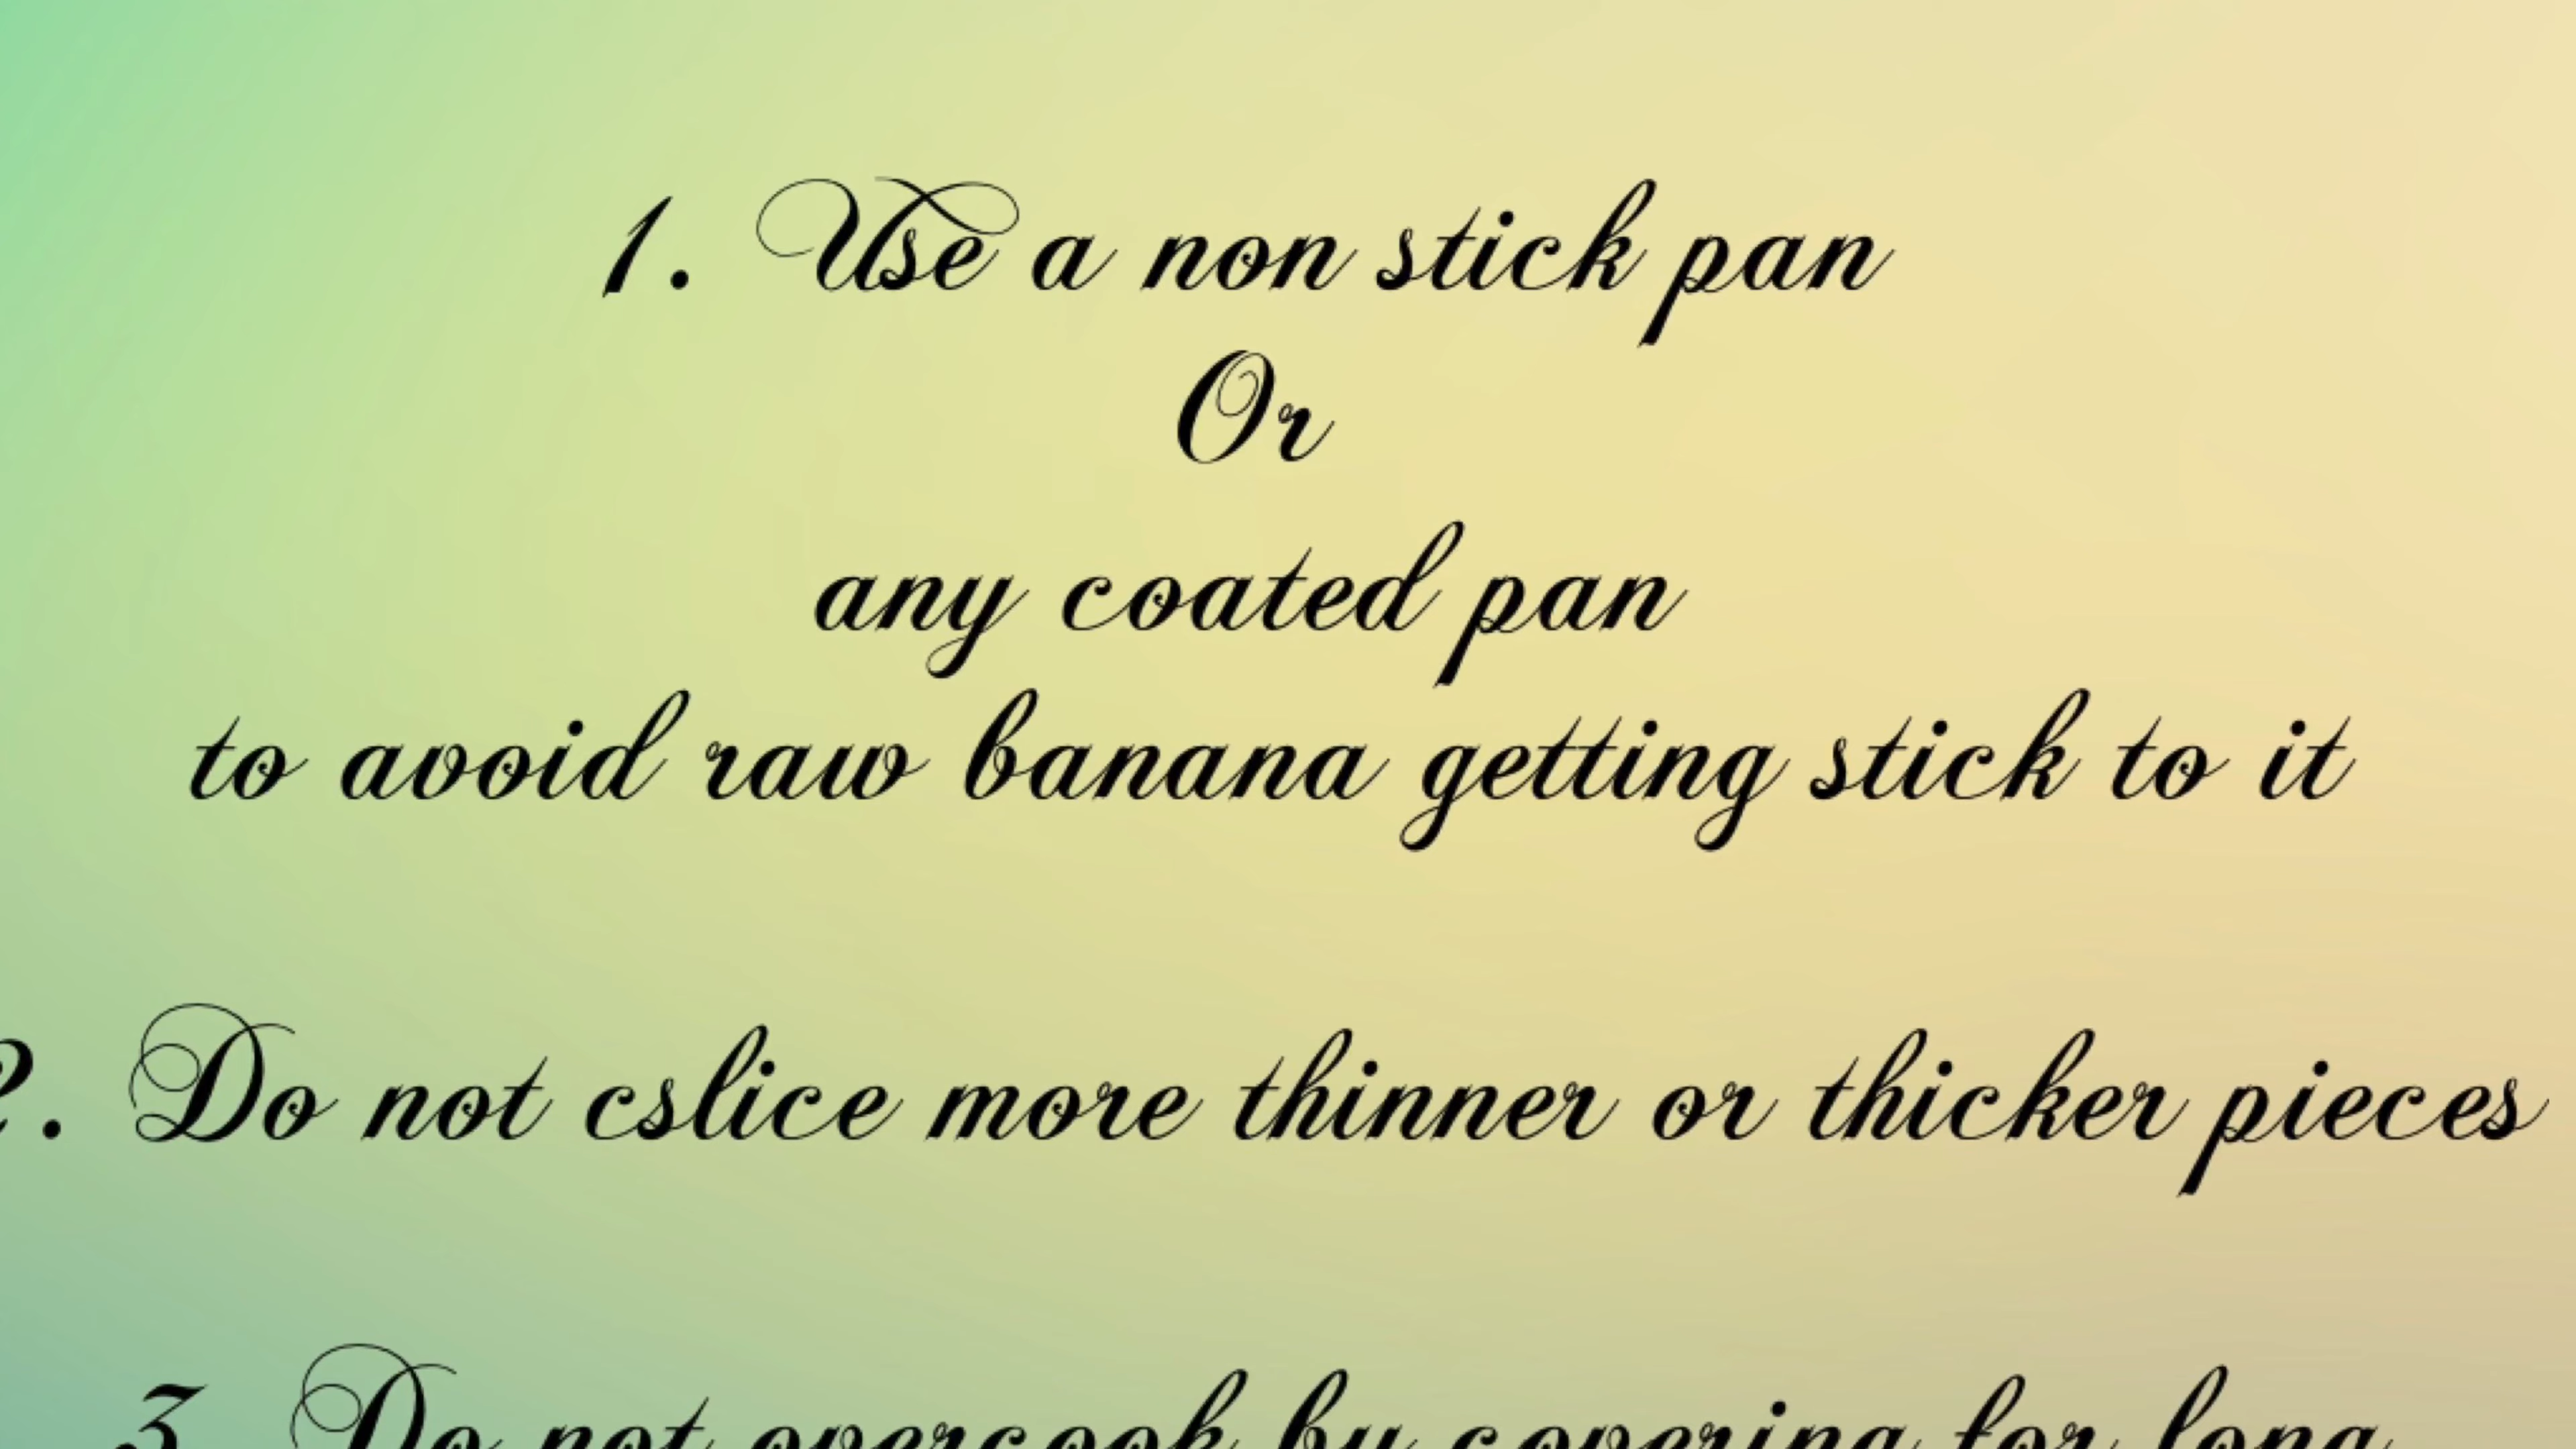 1. Use a non stick pan
Or
any coated pan
to avoid raw banana getting stick to it
2. Do not cslice more thinner or thicker pieces
3. Do not overcook by covering for long